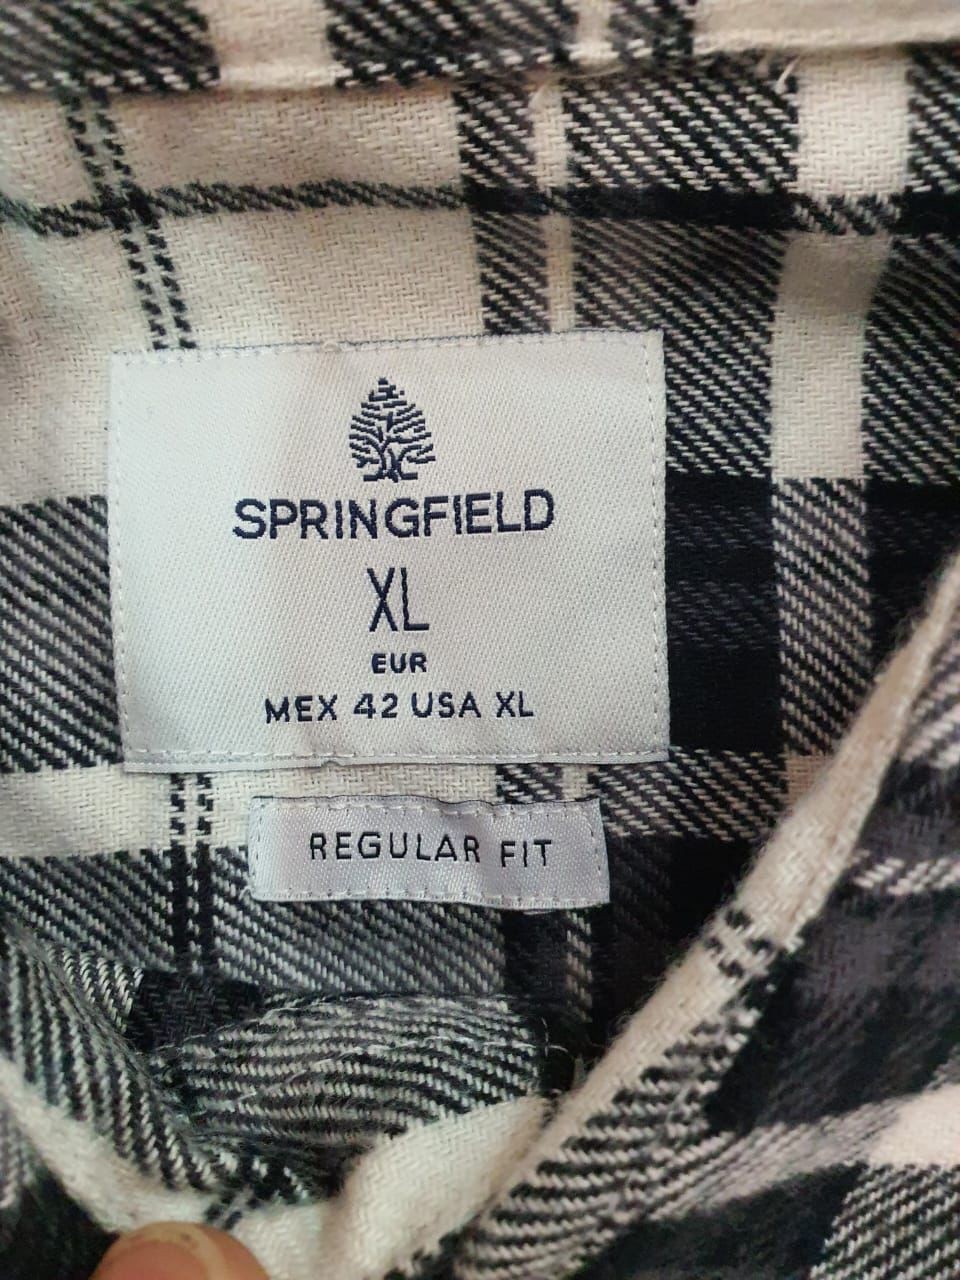 SPRINGFIELD
XL
EUR
MEX 42 USA XL
REGULAR FIT